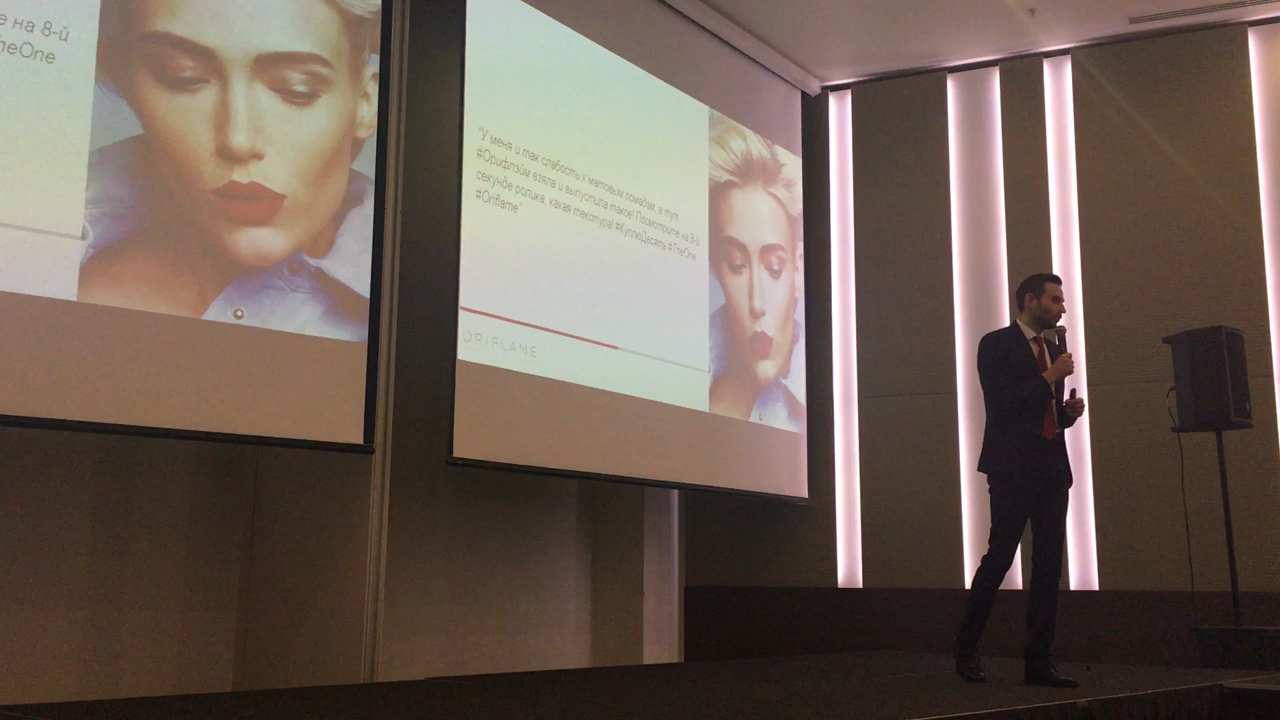 е на 8-й
heOne
"У меня и так слабость к матовым помадам, а тут
#Орифлэйм взяла и выпустила такое! Посмотрите на 8-й
секунде ролика, какая текстура! #КуплюДесять #TheOne
#Oriflame"
ORIFLAME